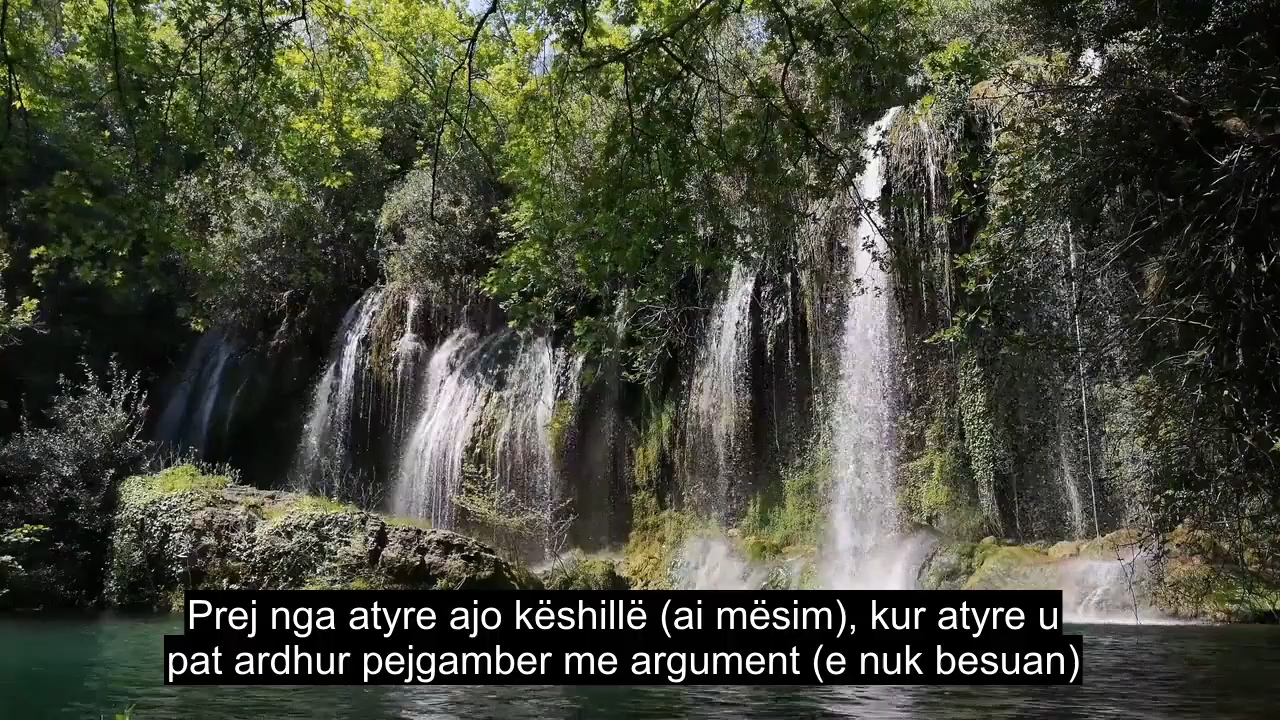 Prej nga atyre ajo këshillë (ai mësim), kur atyre u
pat ardhur pejgamber me argument (e nuk besuan)